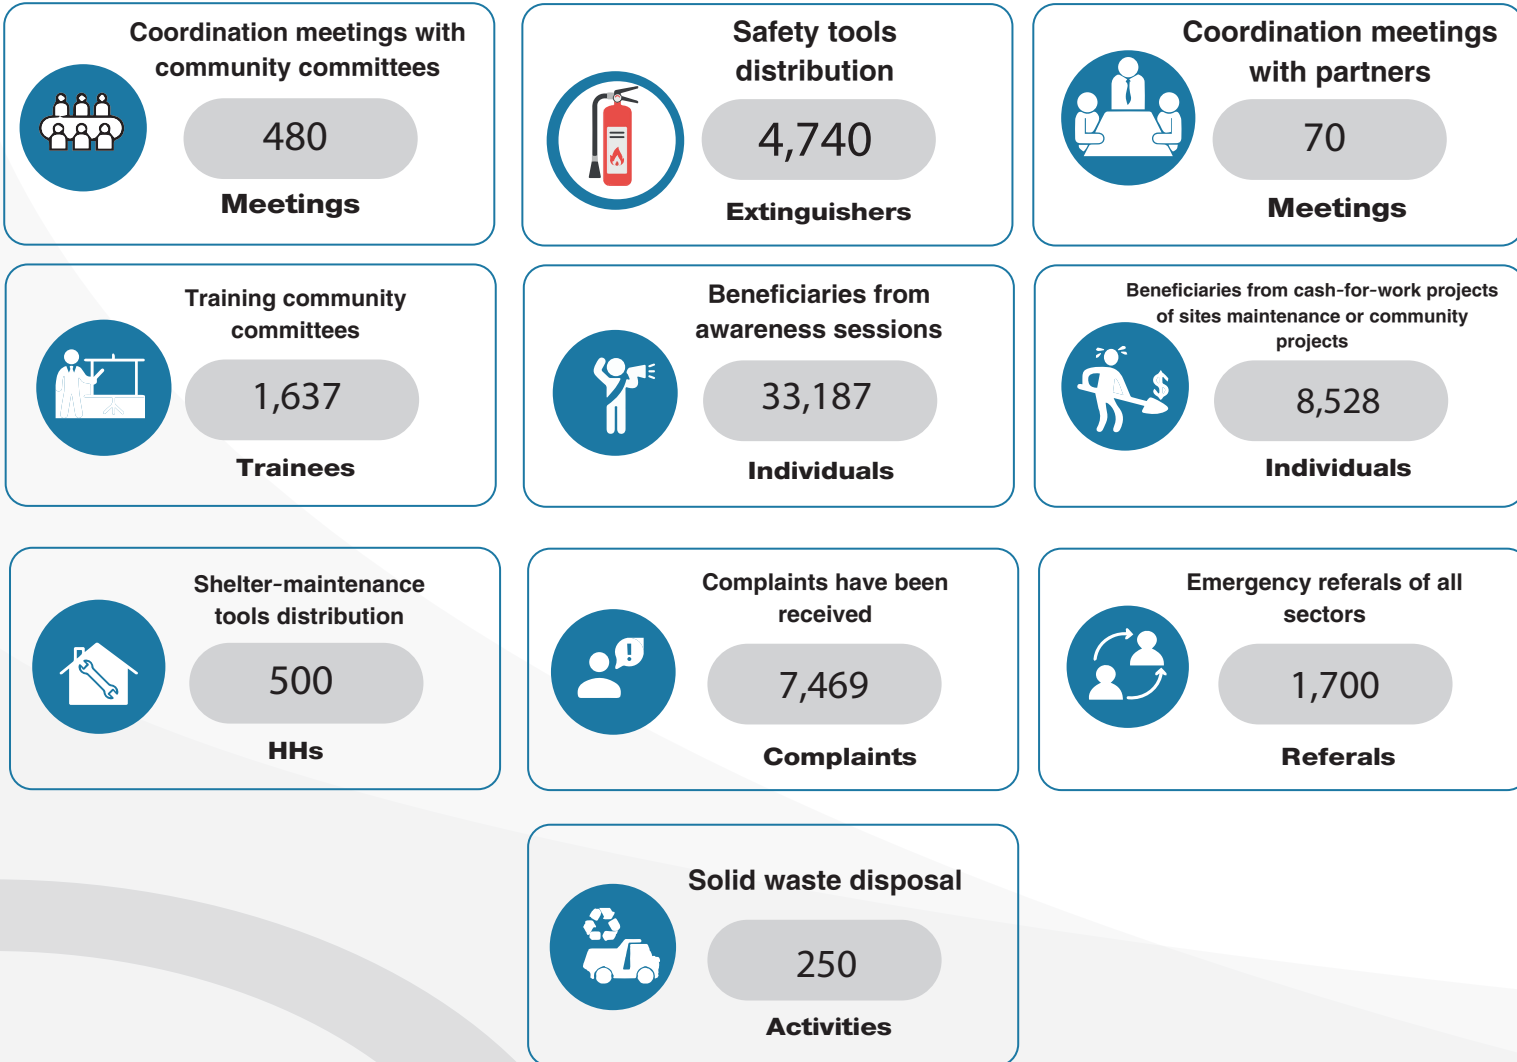 Coordination meetings with
community committees
480
Meetings
Safety tools
distribution
4,740
Extinguishers
Coordination meetings
with partners
70
Meetings
Training community
committees
1,637
Trainees
Beneficiaries from
awareness sessions
33,187
Individuals
Beneficiaries from cash-for-work projects
of sites maintenance or community
projects
$
8,528
Individuals
Shelter-maintenance
tools distribution
500
HHs
Complaints have been
received
!
7,469
Complaints
Emergency referals of all
sectors
1,700
Referals
Solid waste disposal
250
Activities